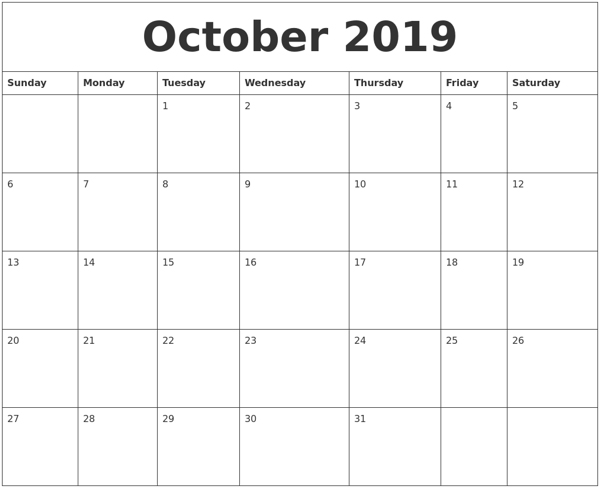 October 2019
Sunday Monday Tuesday Wednesday Thursday Friday Saturday
1 2 3 4 5
6 7 8 9 10 11 12
13 14 15 16 17 18 19
20 21 22 23 24 25 26
27 28 29 30 31